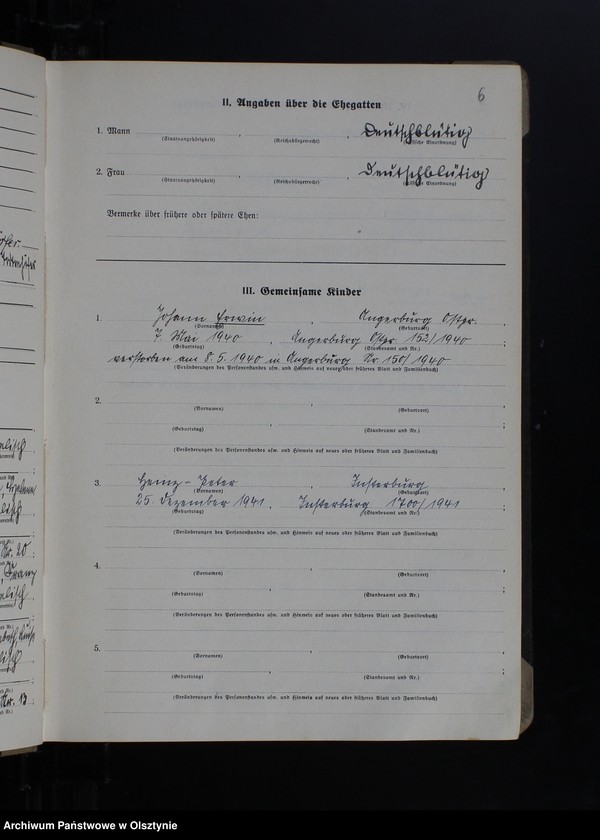 6
II. Angaben über die Ehegatten
1. Mann , , Deutschblütig
(Staatsangehörigkeit) (Reichsbürgerrecht) (rassische Einordnung)
2. Frau , , Deutschblütig
(Staatsangehörigkeit) (Reichsbürgerrecht) (rassische Einordnung)
Vermerke über frühere oder spätere Ehen:
III. Gemeinsame Kinder
1. Johann Erwin , Angerburg Ostpr. ,
(Vornamen) (Geburtsort)
7. Mai 1940 , Angerburg Ostpr. 152/1940
(Geburtstag) (Standesamt und Nr.)
verstorben am 8. 5. 1940 in Angerburg Nr. 150/1940
(Veränderungen des Personenstandes usw. und Hinweis auf neues oder früheres Blatt und Familienbuch)
2. , ,
(Vornamen) (Geburtsort)
, ;
(Geburtstag) (Standesamt und Nr.)
(Veränderungen des Personenstandes usw. und Hinweis auf neues oder früheres Blatt und Familienbuch)
3. Heinz-Peter , Insterburg ,
(Vornamen) (Geburtsort)
25. Dezember 1941 , Insterburg 1700/1941 ;
(Geburtstag) (Standesamt und Nr.)
(Veränderungen des Personenstandes usw. und Hinweis auf neues oder früheres Blatt und Familienbuch)
4. , ,
(Vornamen) (Geburtsort)
, ;
(Geburtstag) (Standesamt und Nr.)
(Veränderungen des Personenstandes usw. und Hinweis auf neues oder früheres Blatt und Familienbuch)
5. , ,
(Vornamen) (Geburtsort)
, ;
(Geburtstag) (Standesamt und Nr.)
(Veränderungen des Personenstandes usw. und Hinweis auf neues oder früheres Blatt und Familienbuch)
Nr. 20
Franz
Nr. 13
Archiwum Państwowe w Olsztynie